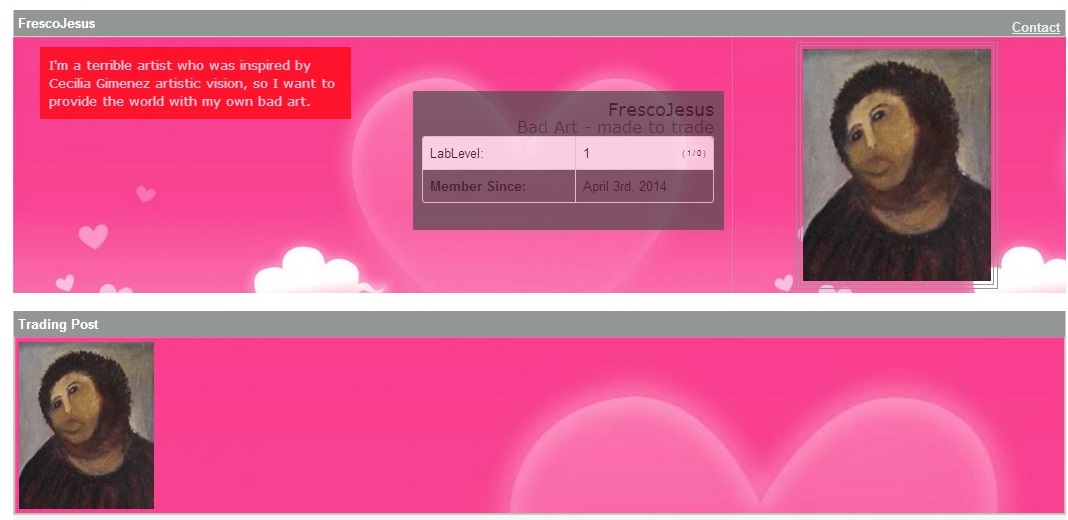 FrescoJesus
Contact
I'm a terrible artist who was inspired by
Cecilia Gimenez artistic vision, so I want to
provide the world with my own bad art.
FrescoJesus
Bad Art - made to trade
LabLevel: 1 (1/0)
Member Since: April 3rd, 2014
Trading Post